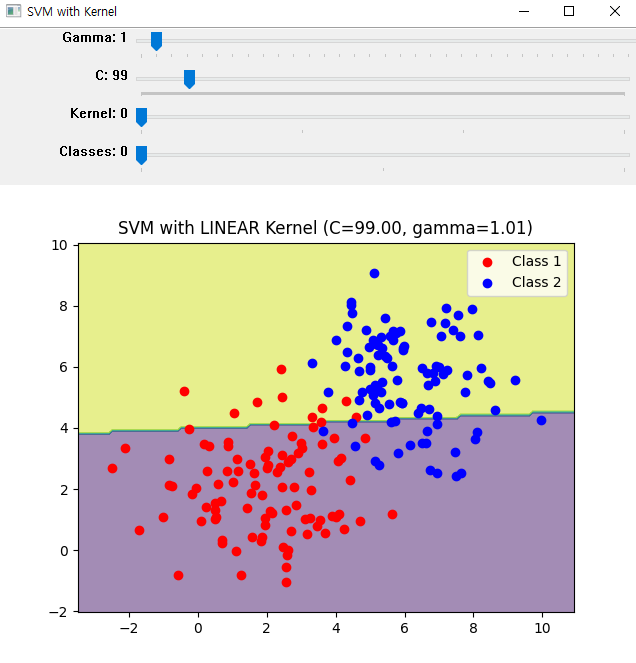 SVM with Kernel
Gamma: 1
C: 99
Kernel: 0
Classes: 0
SVM with LINEAR Kernel (C=99.00, gamma=1.01)
Class 1
Class 2
10
8
6
4
2
0
−2
−2 0 2 4 6 8 10